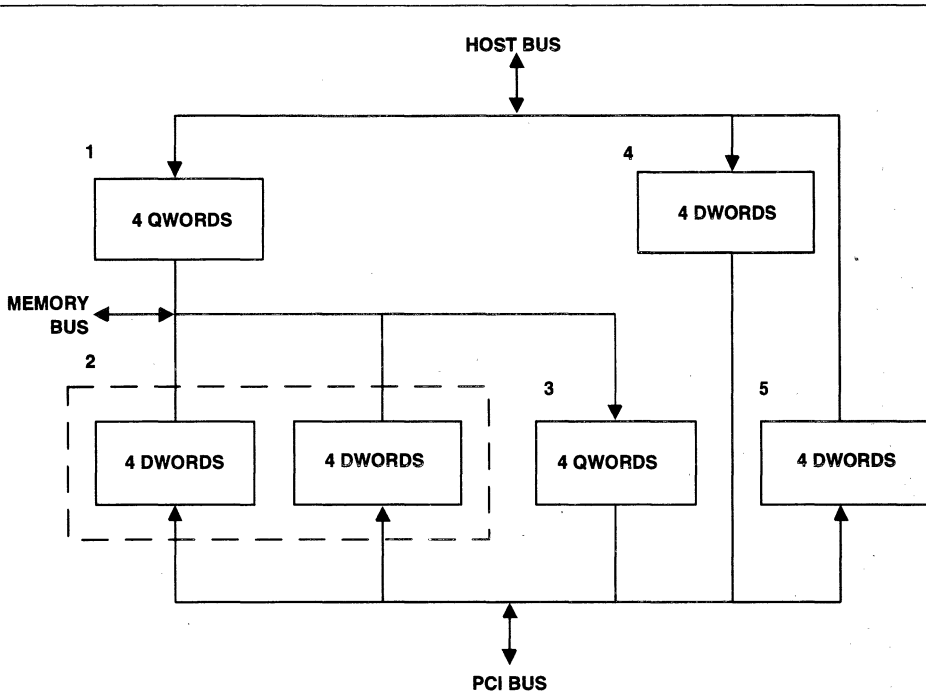 HOST BUS
1
4
4 QWORDS
4 DWORDS
MEMORY
BUS
2
3
5
4 DWORDS
4 DWORDS
4 QWORDS
4 DWORDS
PCI BUS